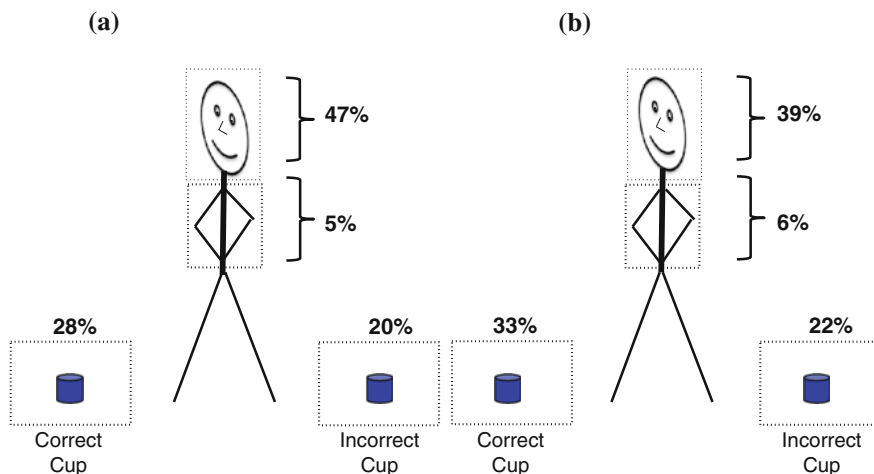 (a)
(b)
47%
39%
5%
6%
28%
20%
33%
22%
Correct
Cup
Incorrect
Cup
Correct
Cup
Incorrect
Cup